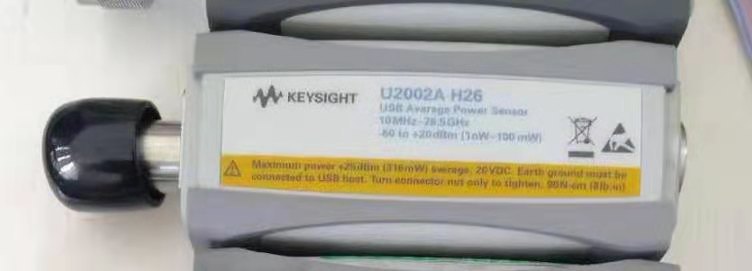 KEYSIGHT
U2002A H26
USB Average Power Sensor
10MHz-26.5GHz
-60 to +20dBm (1nW-100 mW)
Maximum power +25dBm (316mW) average, 20VDC. Earth ground must be
connected to USB host. Turn connector nut only to tighten, 90N-cm (8lb.in)